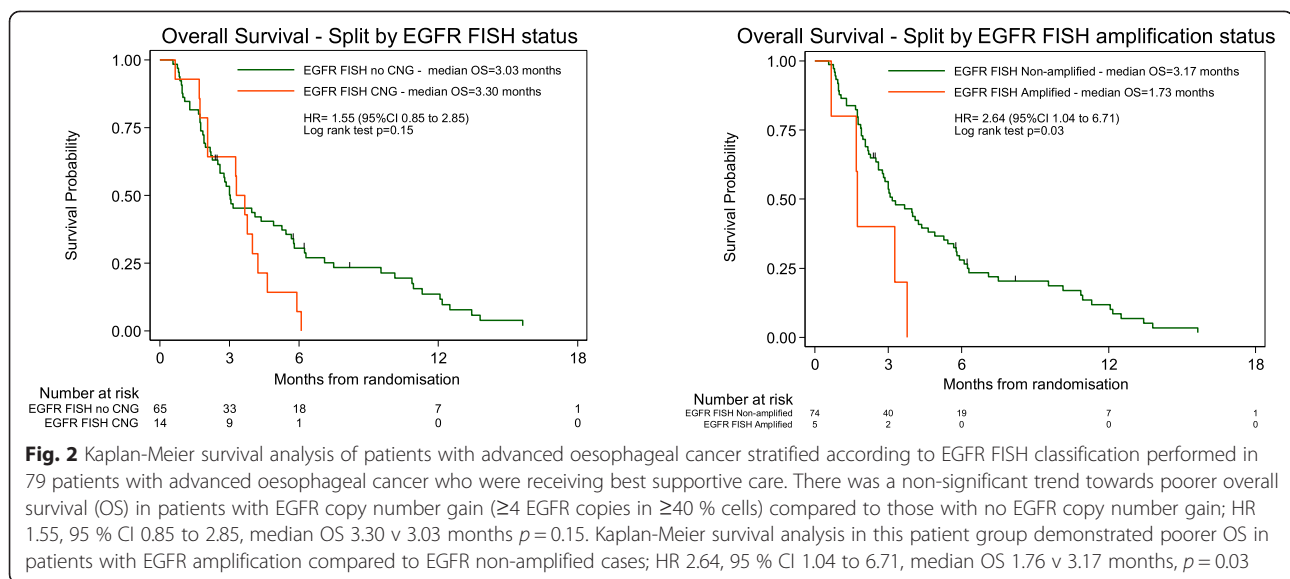 Overall Survival - Split by EGFR FISH status
1.00
0.75
0.50
0.25
0.00
Survival Probability
EGFR FISH no CNG - median OS=3.03 months
EGFR FISH CNG - median OS=3.30 months
HR= 1.55 (95%CI 0.85 to 2.85)
Log rank test p=0.15
0 3 6 12 18
Months from randomisation
Number at risk
EGFR FISH no CNG 65 33 18 7 1
EGFR FISH CNG 14 9 1 0 0
Overall Survival - Split by EGFR FISH amplification status
1.00
0.75
0.50
0.25
0.00
Survival Probability
EGFR FISH Non-amplified - median OS=3.17 months
EGFR FISH Amplified - median OS=1.73 months
HR= 2.64 (95%CI 1.04 to 6.71)
Log rank test p=0.03
0 3 6 12 18
Months from randomisation
Number at risk
EGFR FISH Non-amplified 74 40 19 7 1
EGFR FISH Amplified 5 2 0 0 0
Fig. 2 Kaplan-Meier survival analysis of patients with advanced oesophageal cancer stratified according to EGFR FISH classification performed in
79 patients with advanced oesophageal cancer who were receiving best supportive care. There was a non-significant trend towards poorer overall
survival (OS) in patients with EGFR copy number gain (≥4 EGFR copies in ≥40 % cells) compared to those with no EGFR copy number gain; HR
1.55, 95 % CI 0.85 to 2.85, median OS 3.30 v 3.03 months p = 0.15. Kaplan-Meier survival analysis in this patient group demonstrated poorer OS in
patients with EGFR amplification compared to EGFR non-amplified cases; HR 2.64, 95 % CI 1.04 to 6.71, median OS 1.76 v 3.17 months, p = 0.03